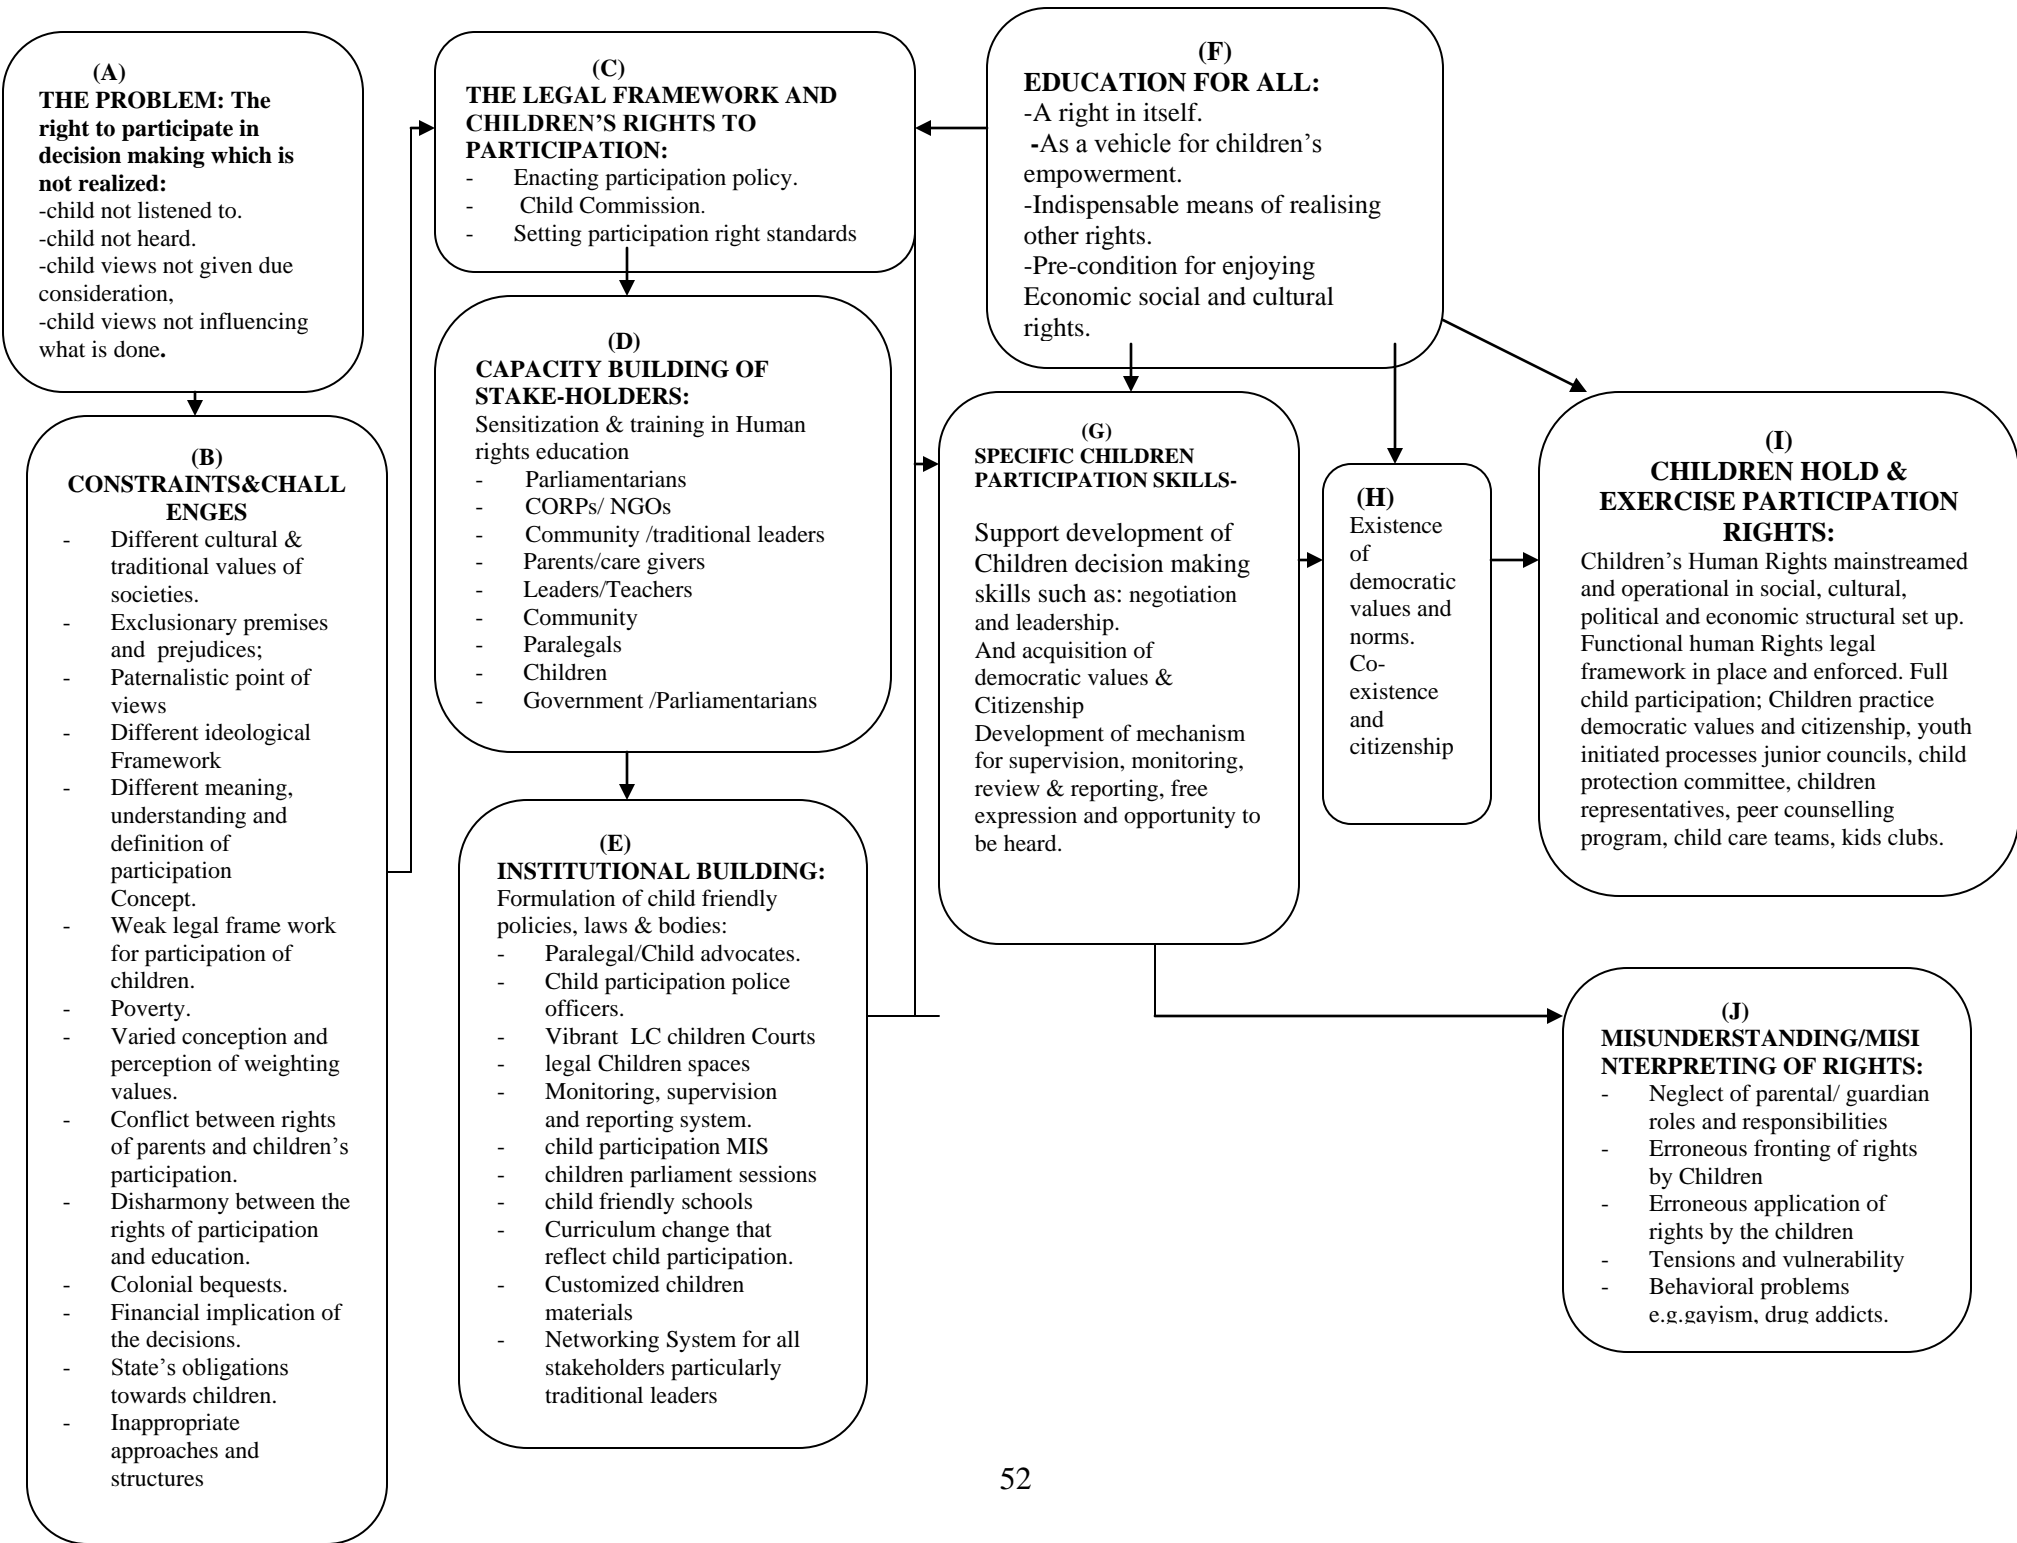 (A)
THE PROBLEM: The
right to participate in
decision making which is
not realized:
-child not listened to.
-child not heard.
-child views not given due
consideration,
-child views not influencing
what is done.
(B)
CONSTRAINTS&CHALL
ENGES
- Different cultural &
traditional values of
societies.
- Exclusionary premises
and prejudices;
- Paternalistic point of
views
- Different ideological
Framework
- Different meaning,
understanding and
definition of
participation
Concept.
- Weak legal frame work
for participation of
children.
- Poverty.
- Varied conception and
perception of weighting
values.
- Conflict between rights
of parents and children’s
participation.
- Disharmony between the
rights of participation
and education.
- Colonial bequests.
- Financial implication of
the decisions.
- State’s obligations
towards children.
- Inappropriate
approaches and
structures
(C)
THE LEGAL FRAMEWORK AND
CHILDREN’S RIGHTS TO
PARTICIPATION:
- Enacting participation policy.
- Child Commission.
- Setting participation right standards
(D)
CAPACITY BUILDING OF
STAKE-HOLDERS:
Sensitization & training in Human
rights education
- Parliamentarians
- CORPs/ NGOs
- Community /traditional leaders
- Parents/care givers
- Leaders/Teachers
- Community
- Paralegals
- Children
- Government /Parliamentarians
(E)
INSTITUTIONAL BUILDING:
Formulation of child friendly
policies, laws & bodies:
- Paralegal/Child advocates.
- Child participation police
officers.
- Vibrant LC children Courts
- legal Children spaces
- Monitoring, supervision
and reporting system.
- child participation MIS
- children parliament sessions
- child friendly schools
- Curriculum change that
reflect child participation.
- Customized children
materials
- Networking System for all
stakeholders particularly
traditional leaders
(F)
EDUCATION FOR ALL:
-A right in itself.
-As a vehicle for children’s
empowerment.
-Indispensable means of realising
other rights.
-Pre-condition for enjoying
Economic social and cultural
rights.
(G)
SPECIFIC CHILDREN
PARTICIPATION SKILLS-
Support development of
Children decision making
skills such as: negotiation
and leadership.
And acquisition of
democratic values &
Citizenship
Development of mechanism
for supervision, monitoring,
review & reporting, free
expression and opportunity to
be heard.
(H)
Existence
of
democratic
values and
norms.
Co-
existence
and
citizenship
(I)
CHILDREN HOLD &
EXERCISE PARTICIPATION
RIGHTS:
Children’s Human Rights mainstreamed
and operational in social, cultural,
political and economic structural set up.
Functional human Rights legal
framework in place and enforced. Full
child participation; Children practice
democratic values and citizenship, youth
initiated processes junior councils, child
protection committee, children
representatives, peer counselling
program, child care teams, kids clubs.
(J)
MISUNDERSTANDING/MISI
NTERPRETING OF RIGHTS:
- Neglect of parental/ guardian
roles and responsibilities
- Erroneous fronting of rights
by Children
- Erroneous application of
rights by the children
- Tensions and vulnerability
- Behavioral problems
e.g.gayism, drug addicts.
52